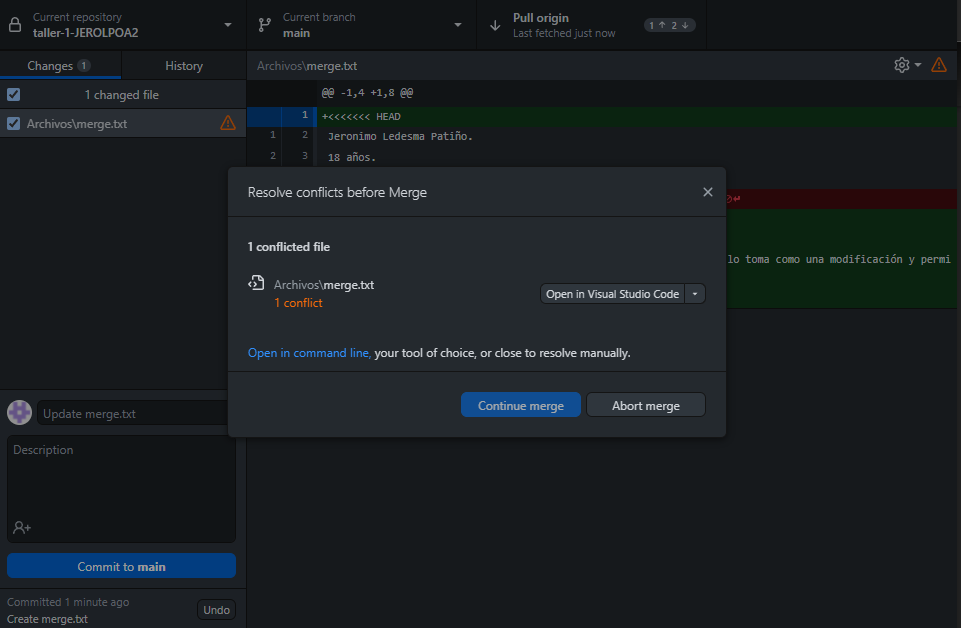 Current repository
taller-1-JEROLPOA2
Current branch
main
Pull origin
Last fetched just now
1 ↑ 2 ↓
Changes 1
History
Archivos\merge.txt
1 changed file
@@ -1,4 +1,8 @@
Archivos\merge.txt
1 +<<<<<<< HEAD
1 2 Jeronimo Ledesma Patiño.
2 3 18 años.
lo toma como una modificación y permi
Resolve conflicts before Merge
1 conflicted file
Archivos\merge.txt
1 conflict
Open in Visual Studio Code
Open in command line, your tool of choice, or close to resolve manually.
Continue merge
Abort merge
Update merge.txt
Description
Commit to main
Committed 1 minute ago
Create merge.txt
Undo